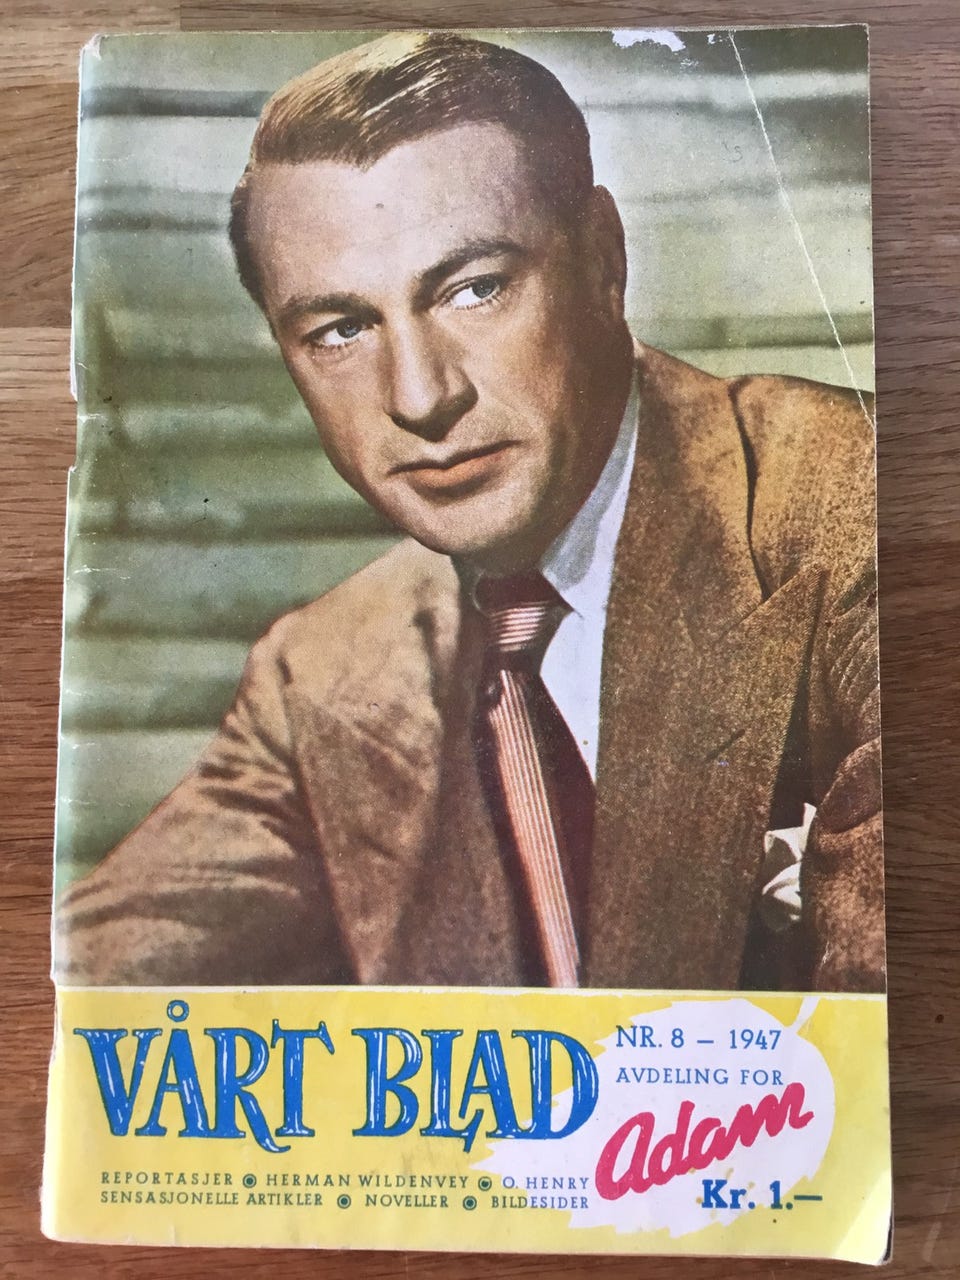 VÅRT BLAD
NR. 8 – 1947
AVDELING FOR
Adam
Kr. 1.—
REPORTASJER ◉ HERMAN WILDENVEY ◉ O. HENRY
SENSASJONELLE ARTIKLER ◉ NOVELLER ◉ BILDESIDER